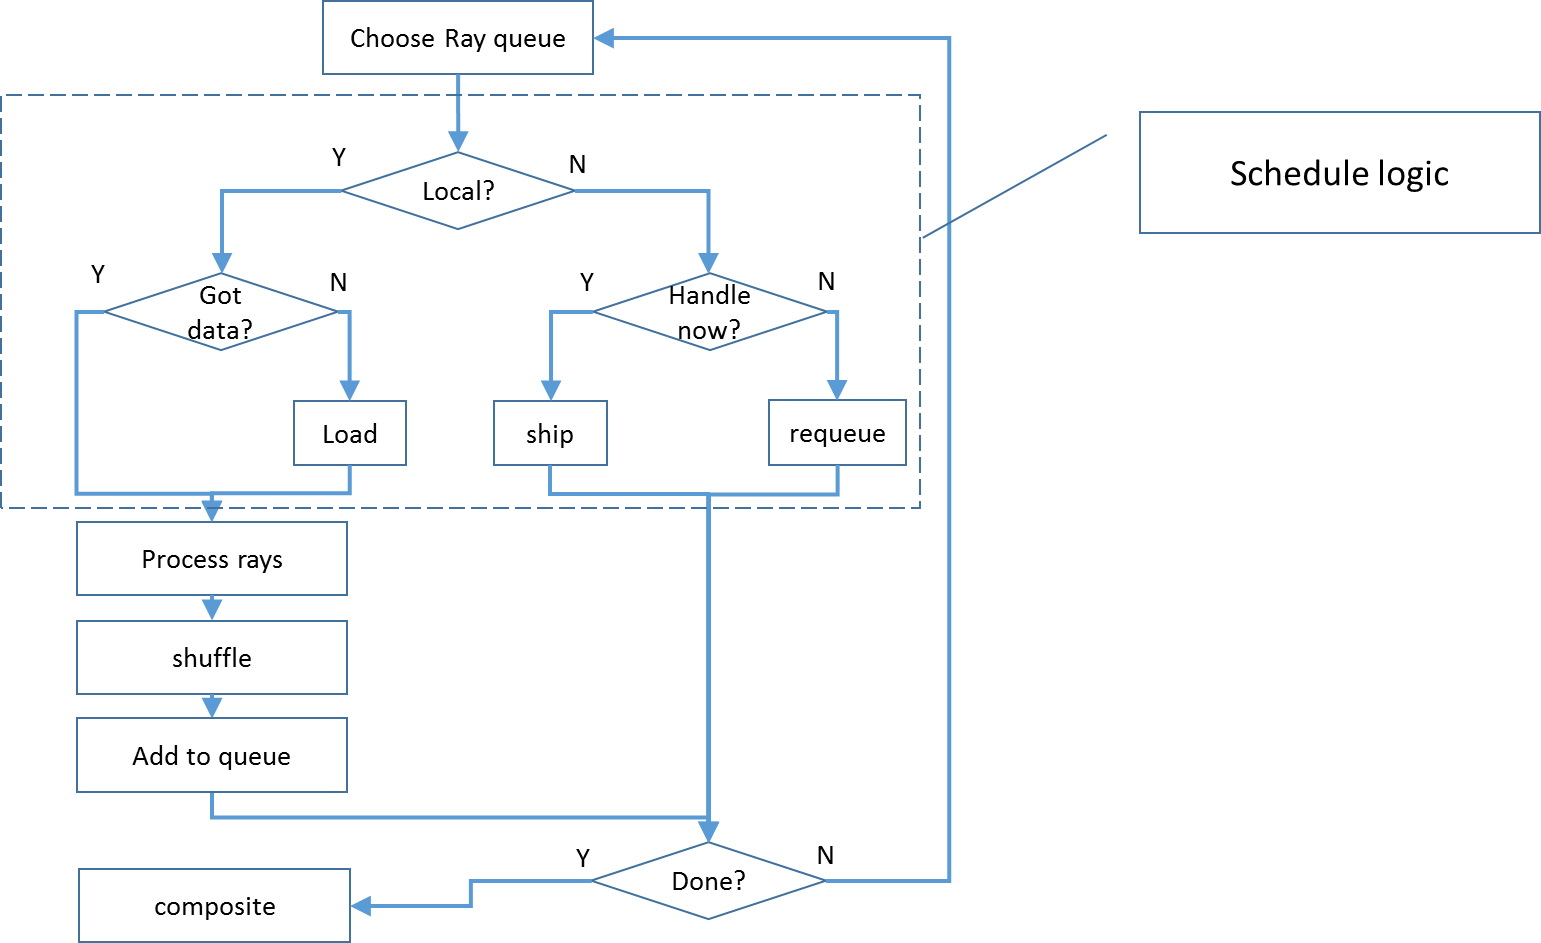 Choose Ray queue
Schedule logic
Y
N
Local?
Y
N
Got
data?
Y
N
Handle
now?
Load
ship
requeue
Process rays
shuffle
Add to queue
Y
N
Done?
composite